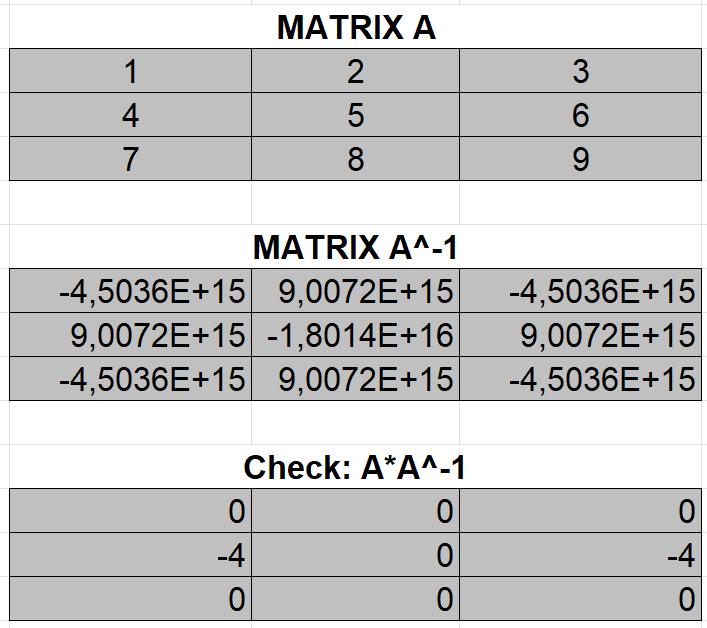 MATRIX A
1 2 3
4 5 6
7 8 9
MATRIX A^-1
-4,5036E+15 9,0072E+15 -4,5036E+15
9,0072E+15 -1,8014E+16 9,0072E+15
-4,5036E+15 9,0072E+15 -4,5036E+15
Check: A*A^-1
0 0 0
-4 0 -4
0 0 0